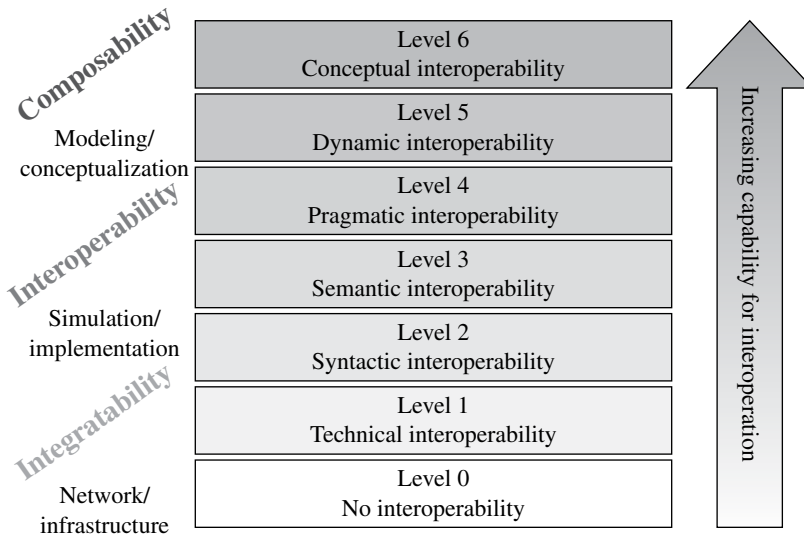 Composability
Modeling/
conceptualization
Interoperability
Simulation/
implementation
Integratability
Network/
infrastructure
Level 6
Conceptual interoperability
Level 5
Dynamic interoperability
Level 4
Pragmatic interoperability
Level 3
Semantic interoperability
Level 2
Syntactic interoperability
Level 1
Technical interoperability
Level 0
No interoperability
Increasing capability for interoperation